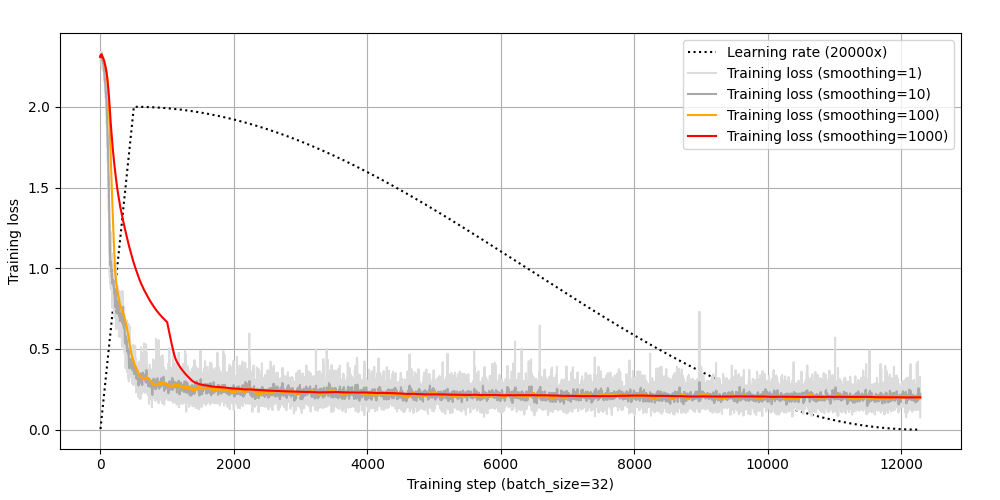 Learning rate (20000x)
Training loss (smoothing=1)
Training loss (smoothing=10)
Training loss (smoothing=100)
Training loss (smoothing=1000)
Training loss
2.0
1.5
1.0
0.5
0.0
0 2000 4000 6000 8000 10000 12000
Training step (batch_size=32)